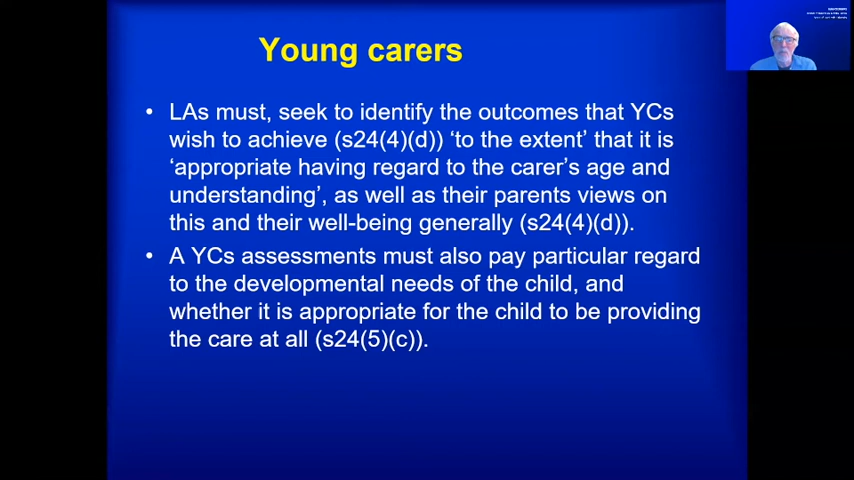 Young carers
• LAs must, seek to identify the outcomes that YCs
wish to achieve (s24(4)(d)) ‘to the extent’ that it is
‘appropriate having regard to the carer’s age and
understanding’, as well as their parents views on
this and their well-being generally (s24(4)(d)).
• A YCs assessments must also pay particular regard
to the developmental needs of the child, and
whether it is appropriate for the child to be providing
the care at all (s24(5)(c)).